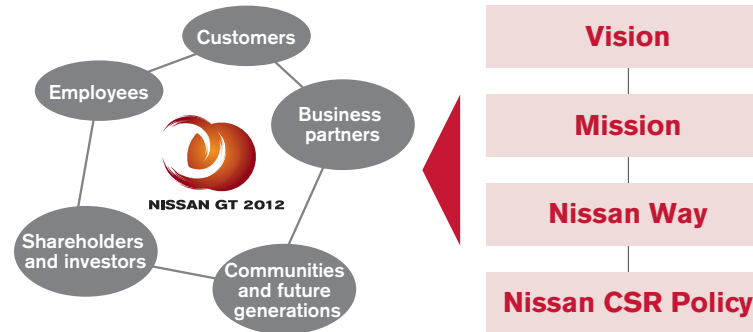 Customers
Employees
Business
partners
NISSAN GT 2012
Shareholders
and investors
Communities
and future
generations
Vision
Mission
Nissan Way
Nissan CSR Policy